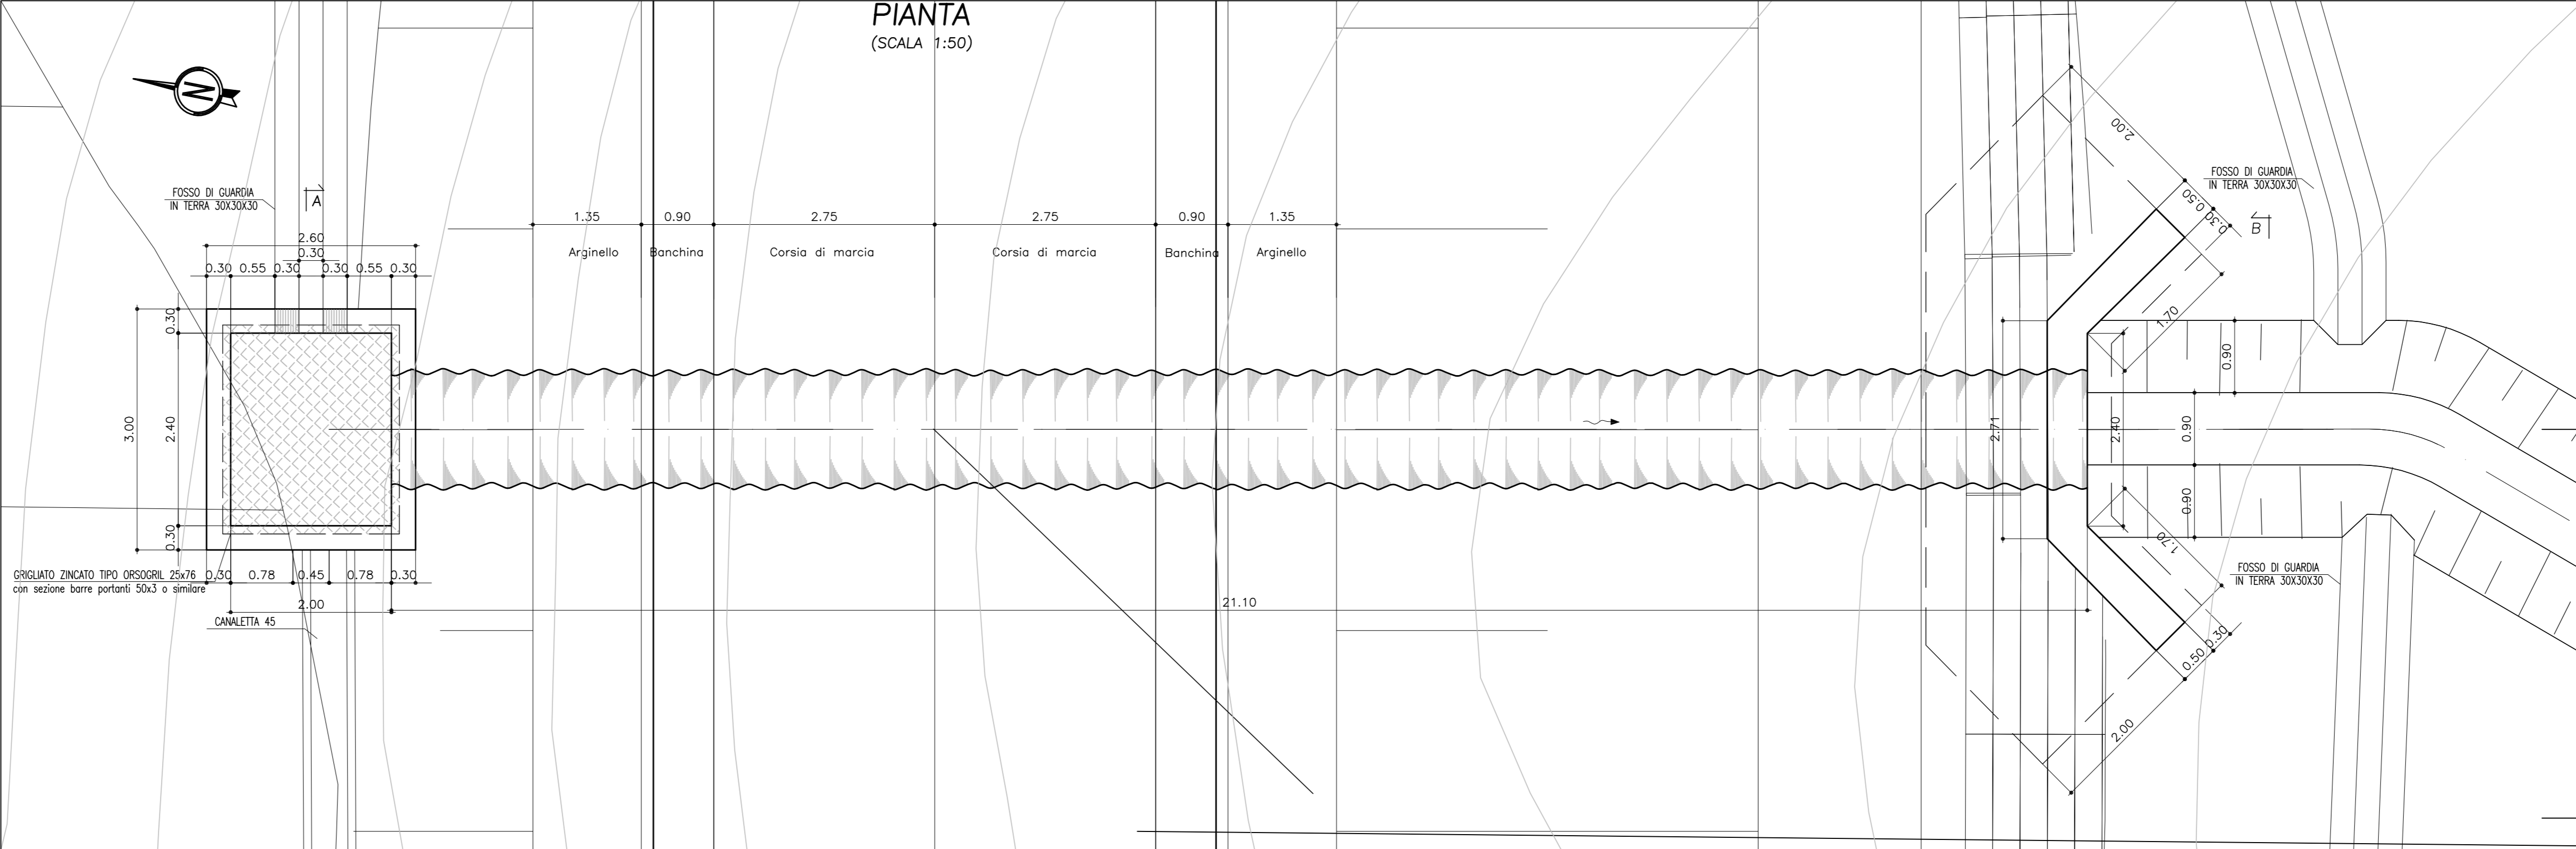 PIANTA
(SCALA 1:50)
N
FOSSO DI GUARDIA
IN TERRA 30X30X30
A
2.60
0.30
0.30 0.55 0.30 0.30 0.55 0.30
0.30
3.00
2.40
0.30
GRIGLIATO ZINCATO TIPO ORSOGRIL 25x76
con sezione barre portanti 50x3 o similare
0.30 0.78 0.45 0.78 0.30
2.00
CANALETTA 45
1.35 0.90 2.75 2.75 0.90 1.35
Arginello Banchina Corsia di marcia Corsia di marcia Banchina Arginello
21.10
2.00
0.50 0.30
FOSSO DI GUARDIA
IN TERRA 30X30X30
B
1.70
0.90
2.71
2.40
0.90
0.90
1.70
FOSSO DI GUARDIA
IN TERRA 30X30X30
0.50 0.30
2.00